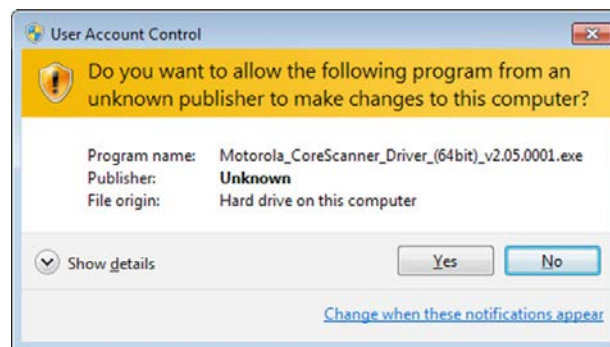 User Account Control
Do you want to allow the following program from an
unknown publisher to make changes to this computer?
Program name: Motorola_CoreScanner_Driver_(64bit)_v2.05.0001.exe
Publisher: Unknown
File origin: Hard drive on this computer
Show details Yes No
Change when these notifications appear